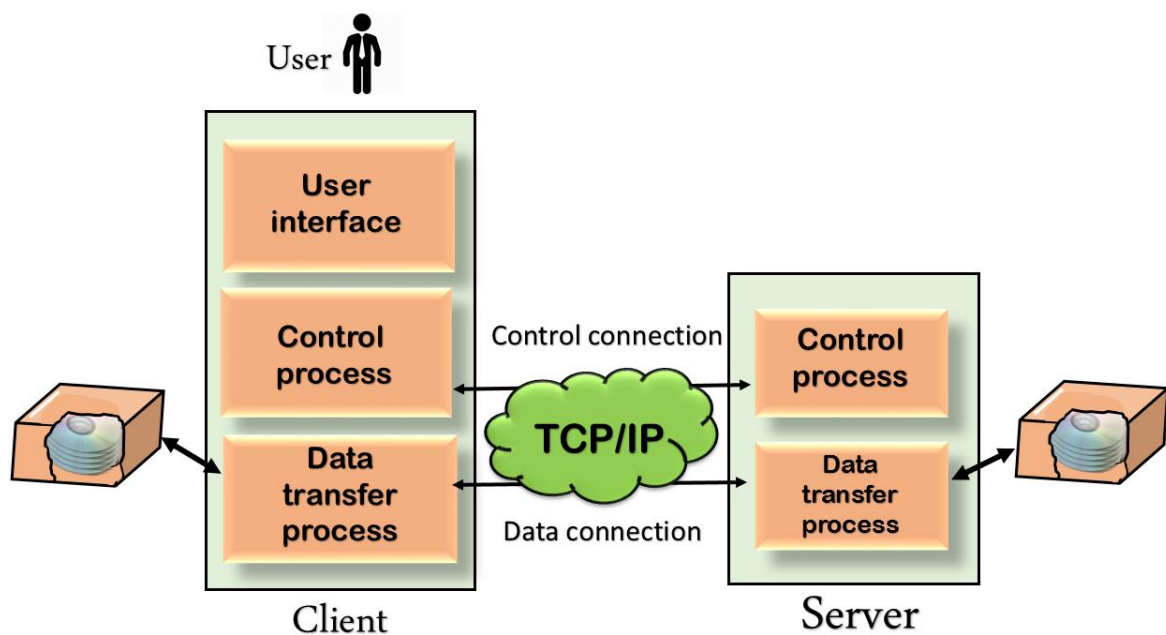 User
User
interface
Control
process
Data
transfer
process
Client
Control connection
TCP/IP
Data connection
Control
process
Data
transfer
process
Server